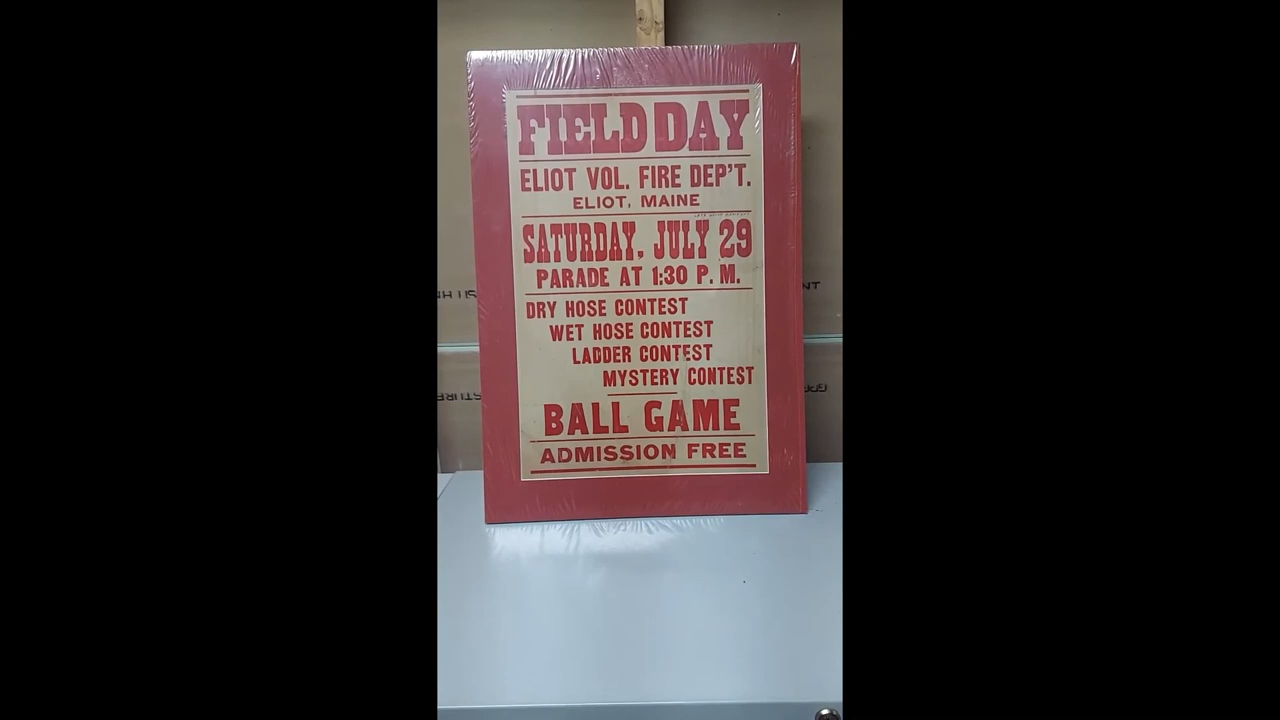 FIELD DAY
ELIOT VOL. FIRE DEP'T.
ELIOT, MAINE
SATURDAY, JULY 29
PARADE AT 1:30 P. M.
DRY HOSE CONTEST
WET HOSE CONTEST
LADDER CONTEST
MYSTERY CONTEST
BALL GAME
ADMISSION FREE